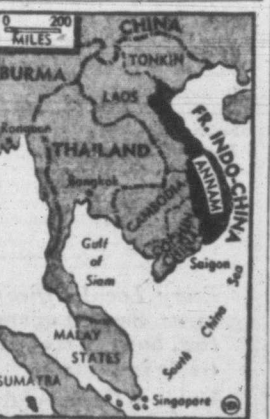 0 200
MILES
CHINA
TONKIN
BURMA
LAOS
Rangoon
THAILAND
Bangkok
FR. INDO-CHINA
ANNAM
CAMBODIA
Gulf
of
Siam
Saigon
South China Sea
MALAY
STATES
SUMATRA
Singapore